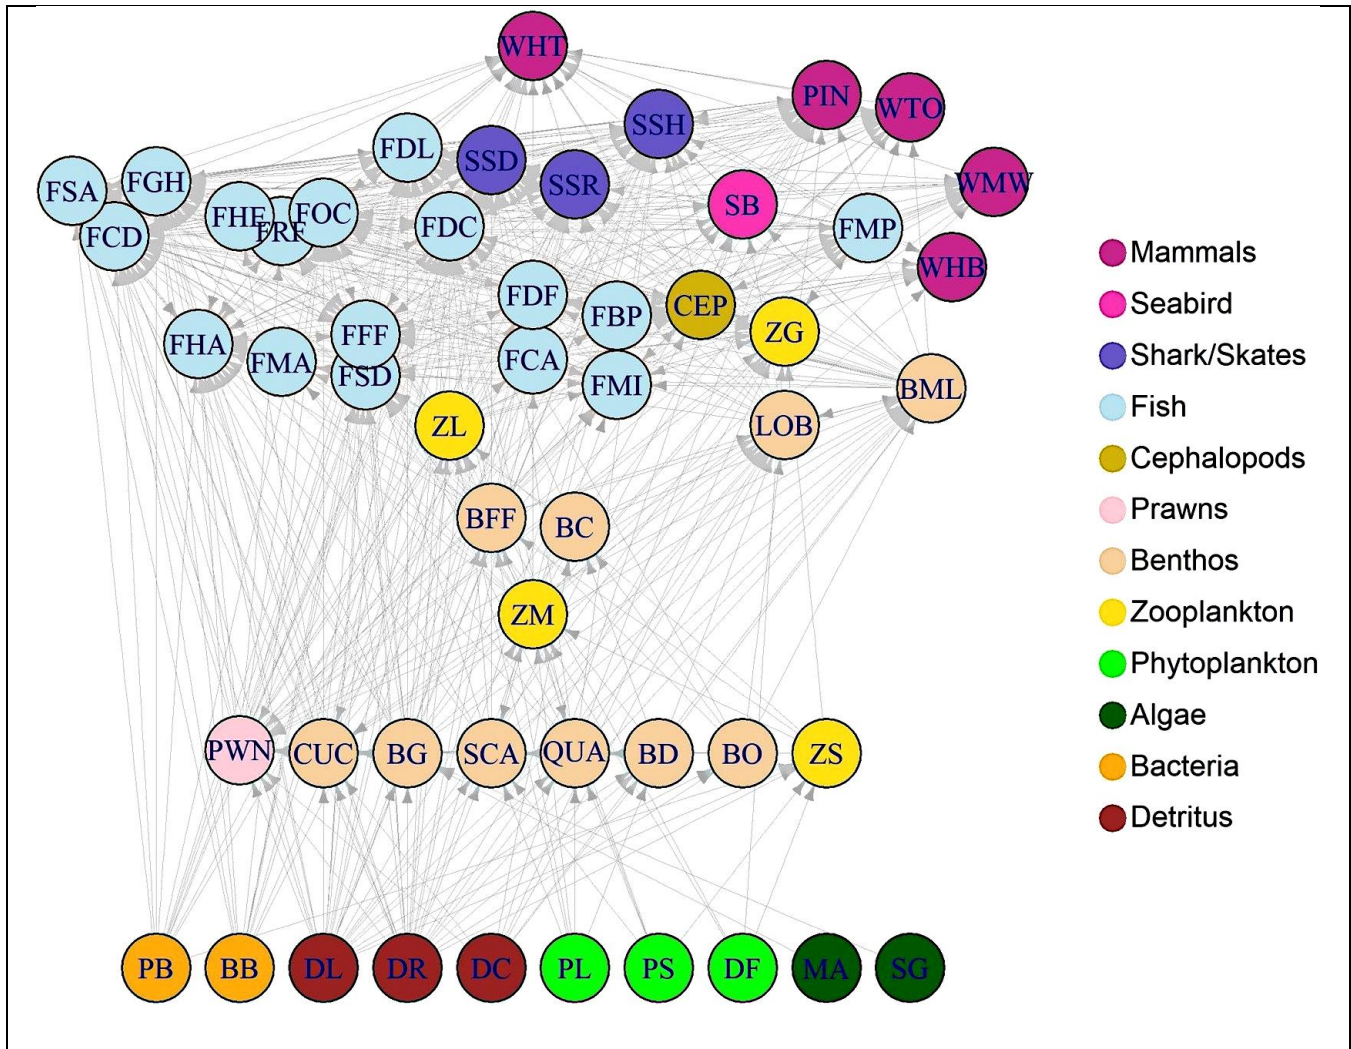 WHT
PIN
WTO
SSH
FDL
SSD
SSR
WMW
FSA
FGH
SB
FHE
FRF
FOC
FCD
FDC
FMP
WHB
FDF
FBP
CEP
ZG
FHA
FMA
FFF
FSD
FCA
FMI
BML
ZL
LOB
BFF
BC
ZM
PWN
CUC
BG
SCA
QUA
BD
BO
ZS
PB
BB
DL
DR
DC
PL
PS
DF
MA
SG
Mammals
Seabird
Shark/Skates
Fish
Cephalopods
Prawns
Benthos
Zooplankton
Phytoplankton
Algae
Bacteria
Detritus